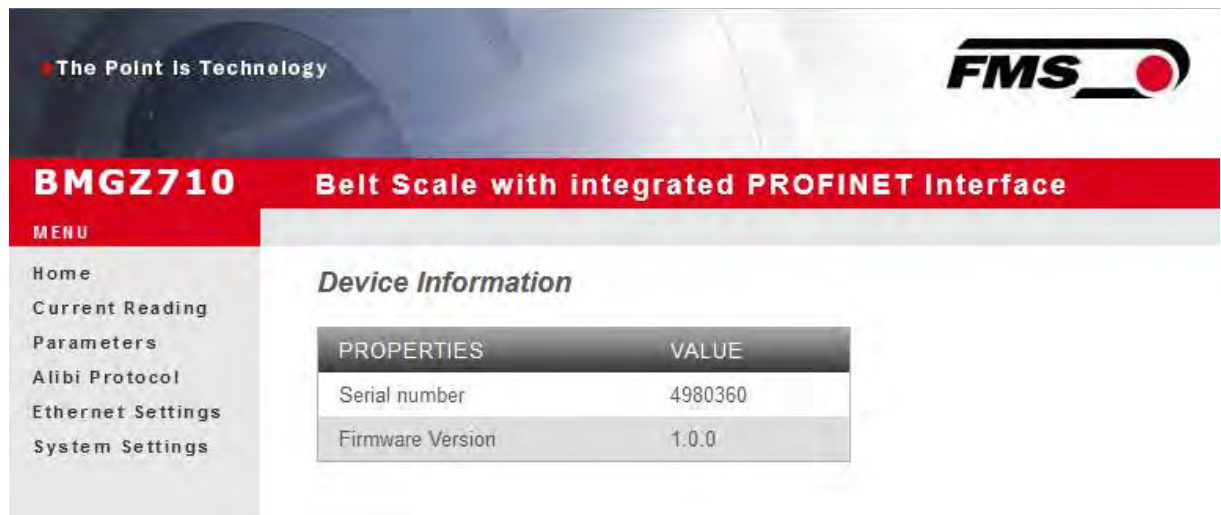 The Point is Technology
FMS
BMGZ710 Belt Scale with integrated PROFINET Interface
MENU
Home
Current Reading
Parameters
Alibi Protocol
Ethernet Settings
System Settings
Device Information
PROPERTIES VALUE
Serial number 4980360
Firmware Version 1.0.0